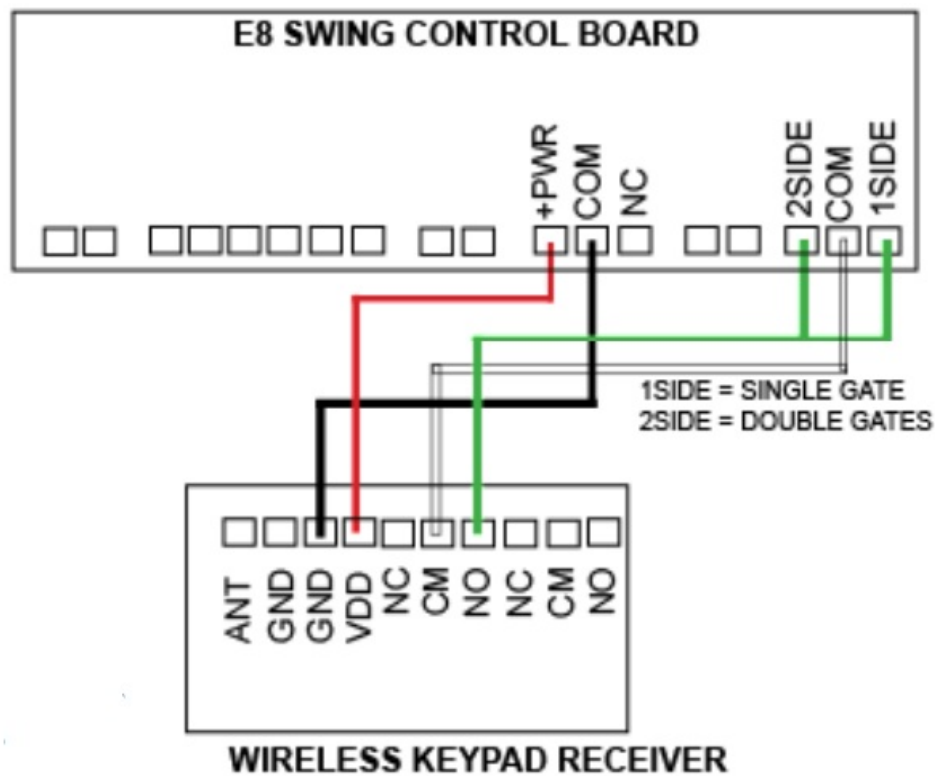 E8 SWING CONTROL BOARD
+PWR
COM
NC
2SIDE
COM
1SIDE
1SIDE = SINGLE GATE
2SIDE = DOUBLE GATES
ANT
GND
GND
VDD
NC
CM
NO
NC
CM
NO
WIRELESS KEYPAD RECEIVER